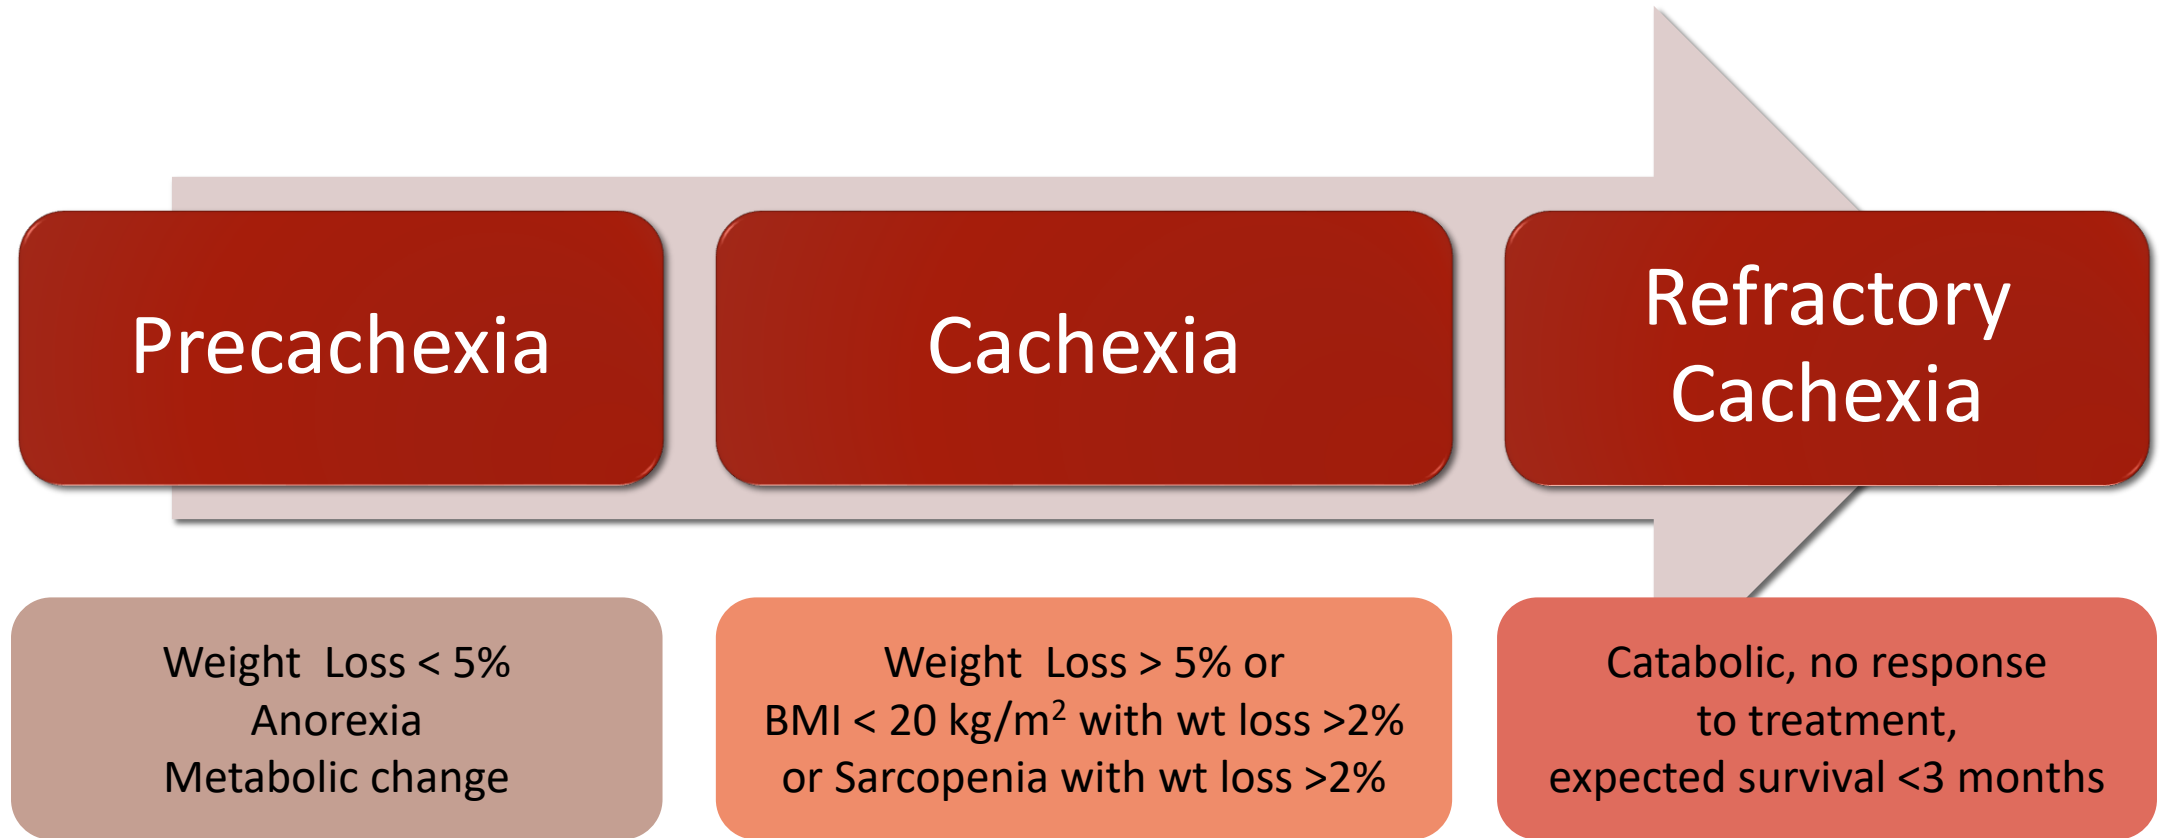 Precachexia
Cachexia
Refractory
Cachexia
Weight  Loss < 5%
Anorexia
Metabolic change
Weight  Loss > 5% or
BMI < 20 kg/m² with wt loss >2%
or Sarcopenia with wt loss >2%
Catabolic, no response
to treatment,
expected survival <3 months